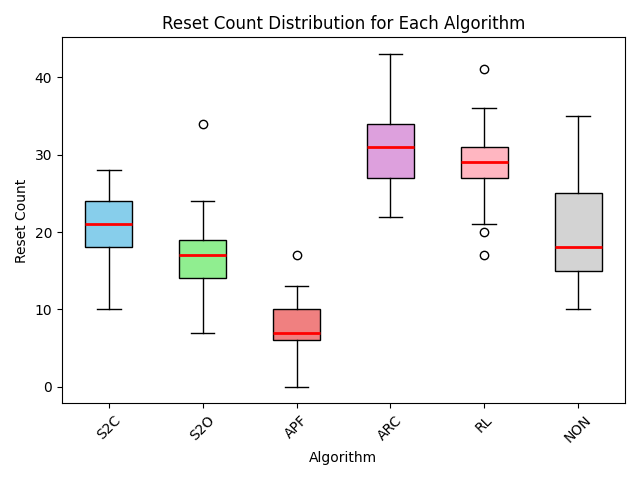 Reset Count Distribution for Each Algorithm
Reset Count
40
30
20
10
0
S2C
S2O
APF
ARC
RL
NON
Algorithm